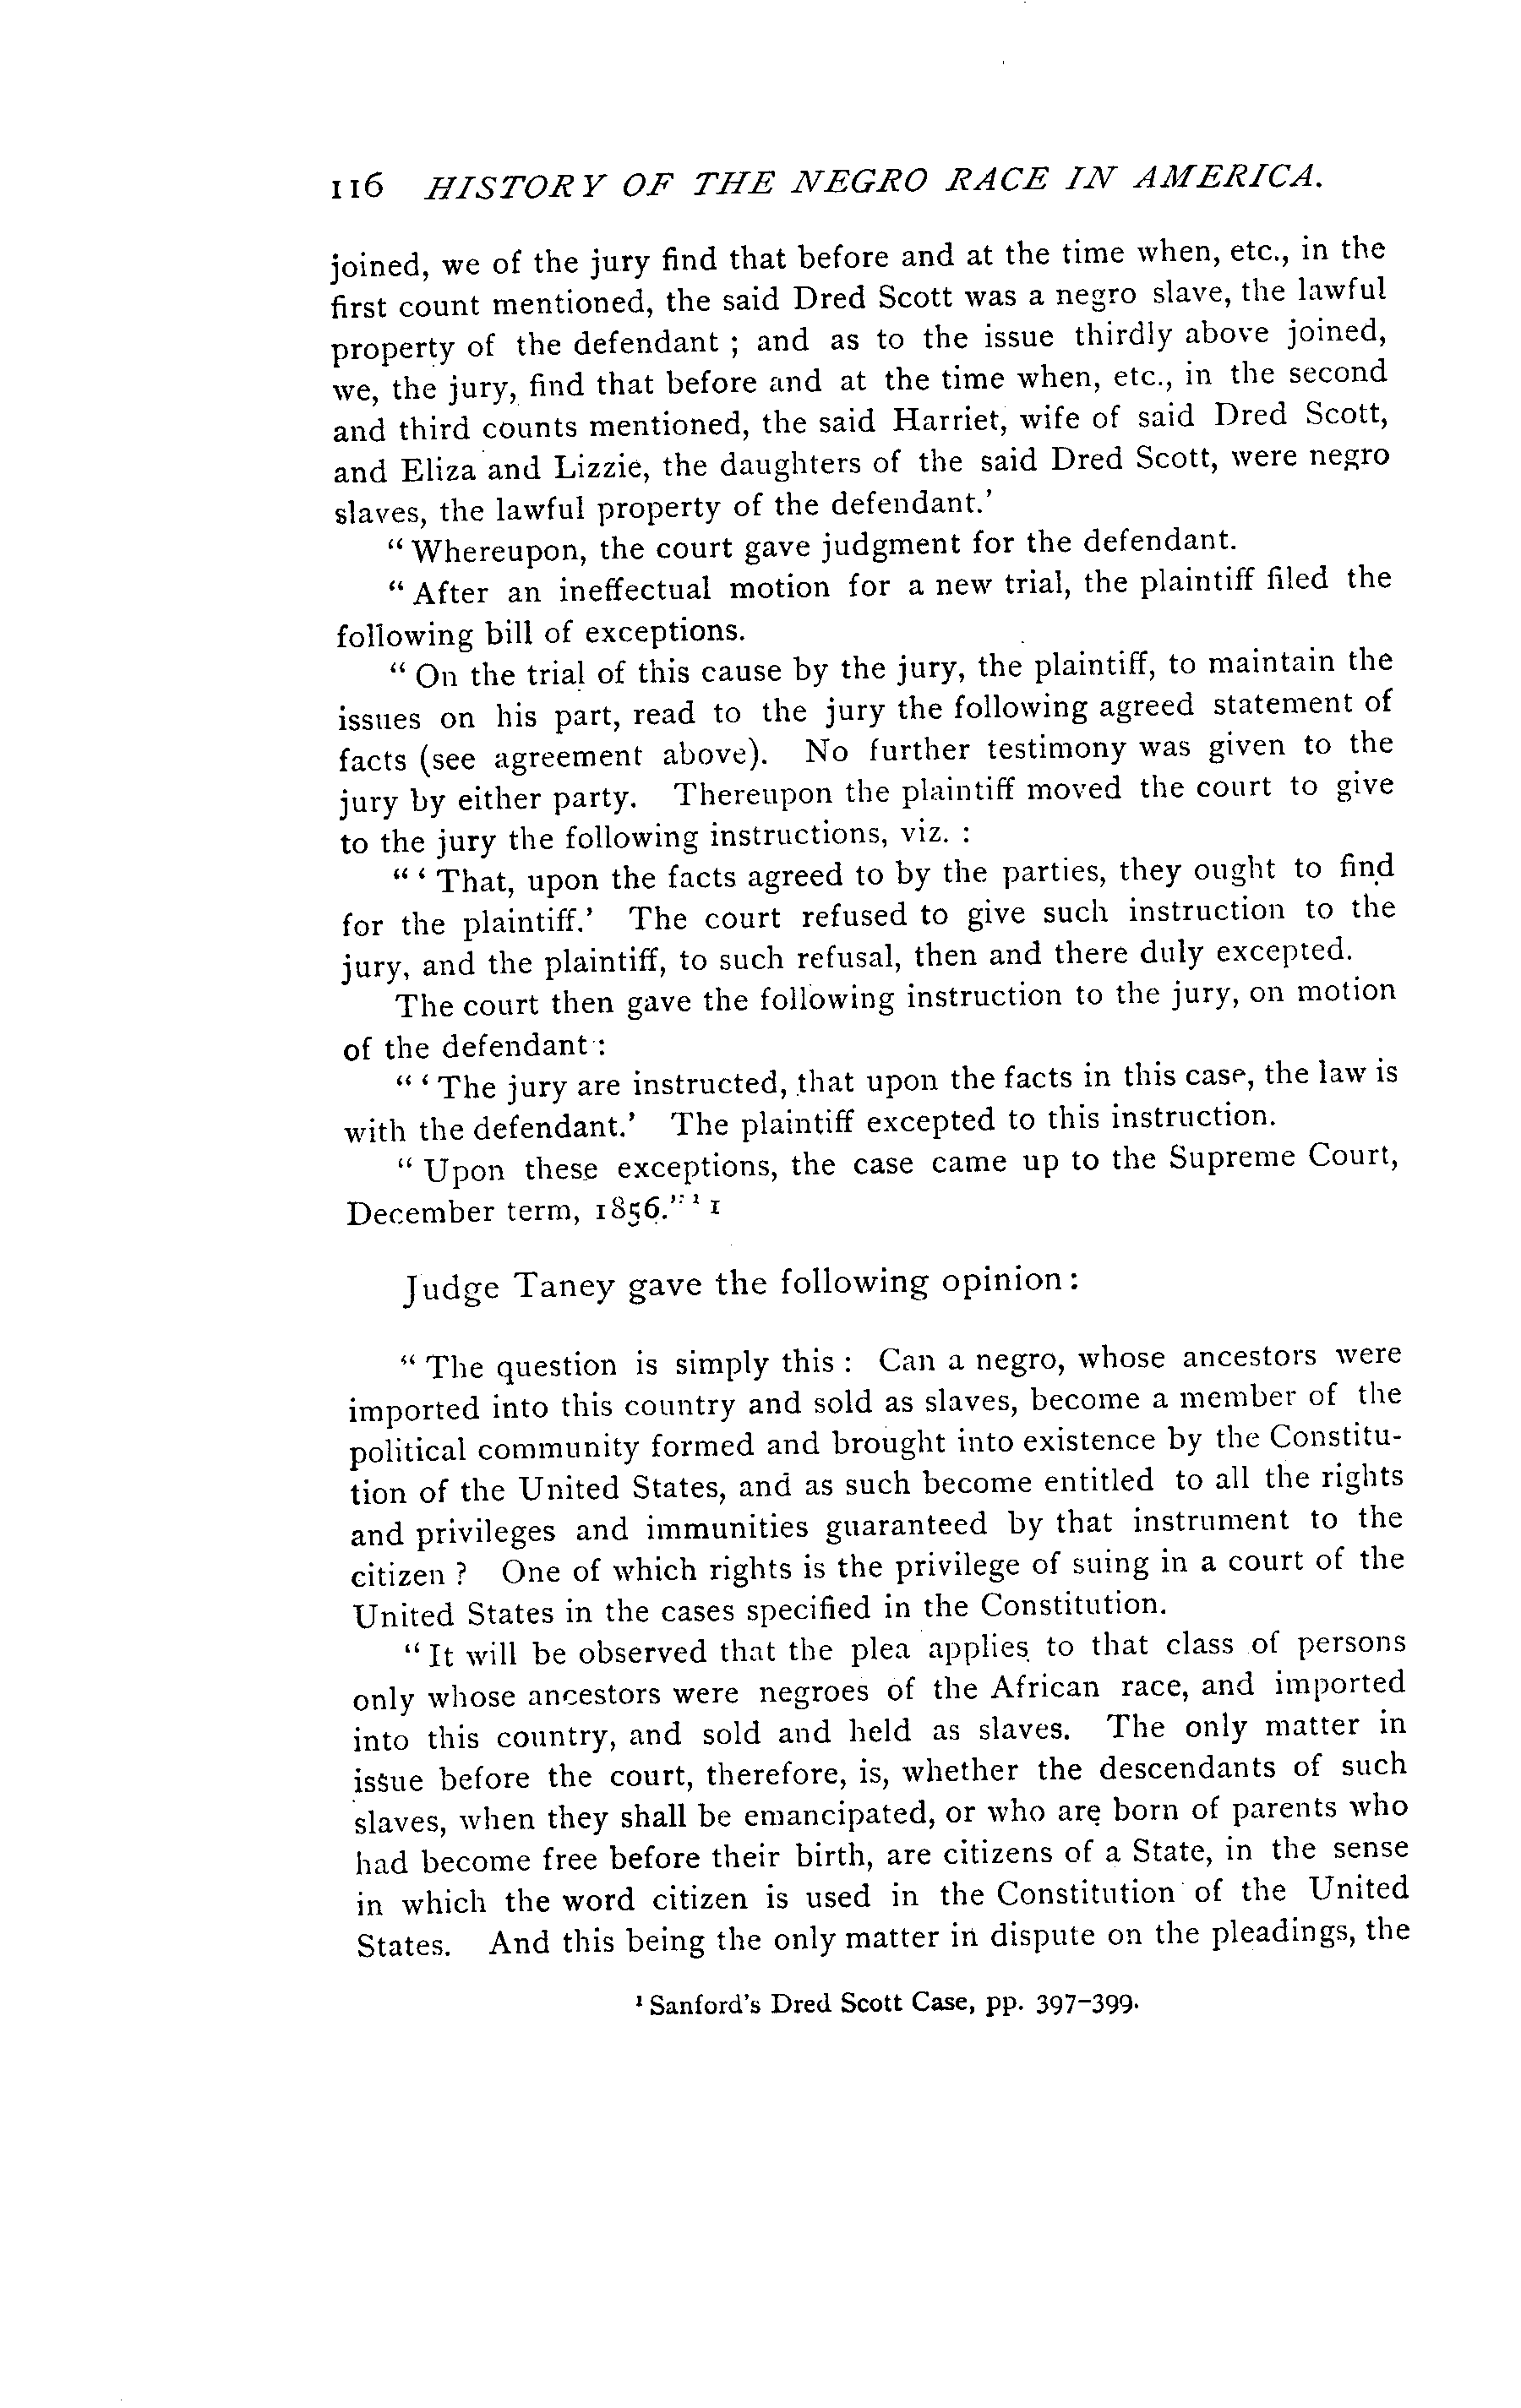 116 HISTORY OF THE NEGRO RACE IN AMERICA.
joined, we of the jury find that before and at the time when, etc., in the
first count mentioned, the said Dred Scott was a negro slave, the lawful
property of the defendant ; and as to the issue thirdly above joined,
we, the jury, find that before and at the time when, etc., in the second
and third counts mentioned, the said Harriet, wife of said Dred Scott,
and Eliza and Lizzie, the daughters of the said Dred Scott, were negro
slaves, the lawful property of the defendant.'
" Whereupon, the court gave judgment for the defendant.
" After an ineffectual motion for a new trial, the plaintiff filed the
following bill of exceptions.
" On the trial of this cause by the jury, the plaintiff, to maintain the
issues on his part, read to the jury the following agreed statement of
facts (see agreement above). No further testimony was given to the
jury by either party. Thereupon the plaintiff moved the court to give
to the jury the following instructions, viz. :
" ' That, upon the facts agreed to by the parties, they ought to find
for the plaintiff.' The court refused to give such instruction to the
jury, and the plaintiff, to such refusal, then and there duly excepted.
The court then gave the following instruction to the jury, on motion
of the defendant :
" ' The jury are instructed, that upon the facts in this case, the law is
with the defendant.' The plaintiff excepted to this instruction.
" Upon these exceptions, the case came up to the Supreme Court,
December term, 1856." ¹ 1
Judge Taney gave the following opinion :
" The question is simply this : Can a negro, whose ancestors were
imported into this country and sold as slaves, become a member of the
political community formed and brought into existence by the Constitu-
tion of the United States, and as such become entitled to all the rights
and privileges and immunities guaranteed by that instrument to the
citizen ? One of which rights is the privilege of suing in a court of the
United States in the cases specified in the Constitution.
" It will be observed that the plea applies to that class of persons
only whose ancestors were negroes of the African race, and imported
into this country, and sold and held as slaves. The only matter in
issue before the court, therefore, is, whether the descendants of such
slaves, when they shall be emancipated, or who are born of parents who
had become free before their birth, are citizens of a State, in the sense
in which the word citizen is used in the Constitution of the United
States. And this being the only matter in dispute on the pleadings, the
¹ Sanford's Dred Scott Case, pp. 397-399.